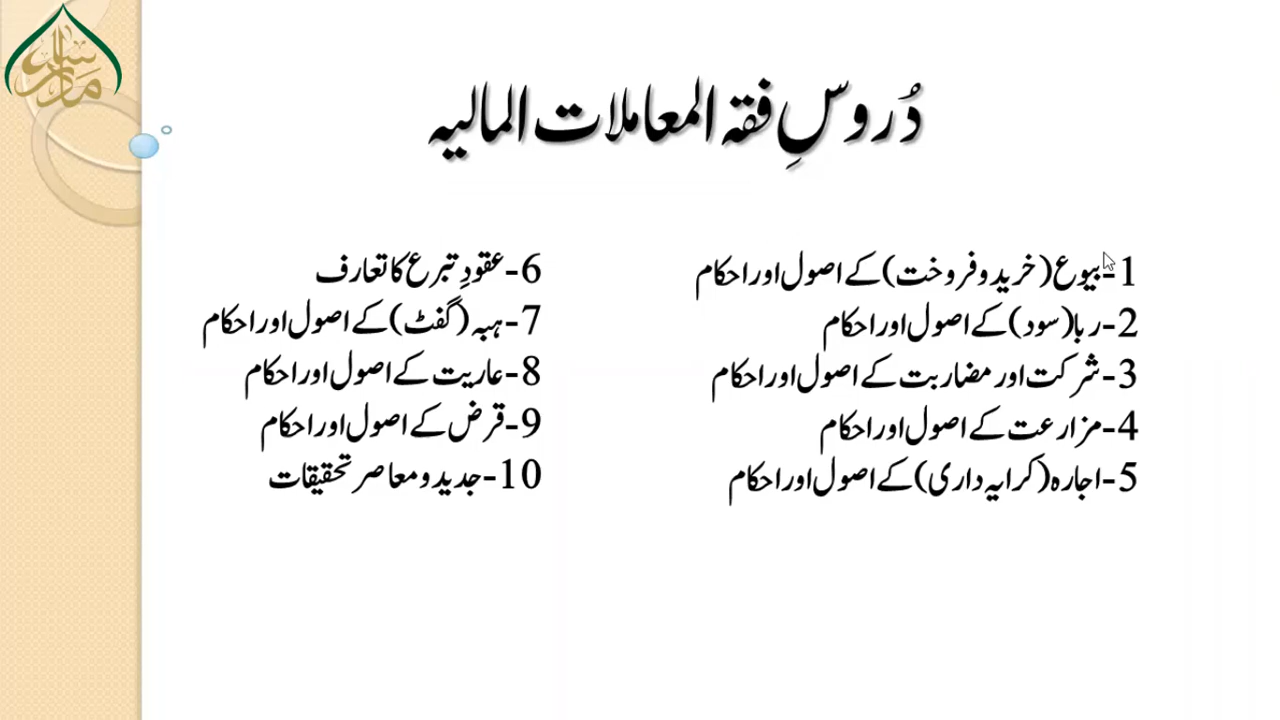 دُروسِ فقہ المعاملات المالیہ
1-بیوع(خرید و فروخت)کے اصول اور احکام
2-ربا(سود)کے اصول اور احکام
3-شرکت اور مضاربت کے اصول اور احکام
4-مزارعت کے اصول اور احکام
5-اجارہ(کرایہ داری)کے اصول اور احکام
6-عقودِ تبرع کا تعارف
7-ہبہ(گفٹ)کے اصول اور احکام
8-عاریت کے اصول اور احکام
9-قرض کے اصول اور احکام
10-جدید و معاصر تحقیقات